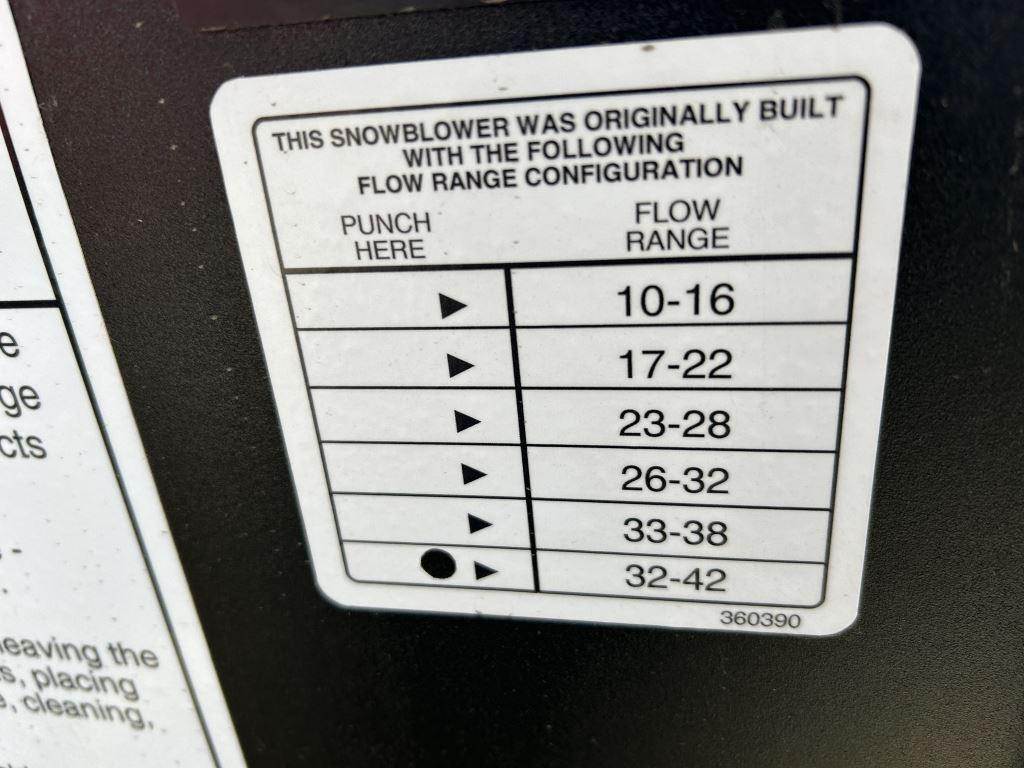 THIS SNOWBLOWER WAS ORIGINALLY BUILT
WITH THE FOLLOWING
FLOW RANGE CONFIGURATION
PUNCH HERE
FLOW RANGE
10-16
17-22
23-28
26-32
33-38
32-42
360390
e
ge
cts
leaving the
s, placing
e, cleaning,